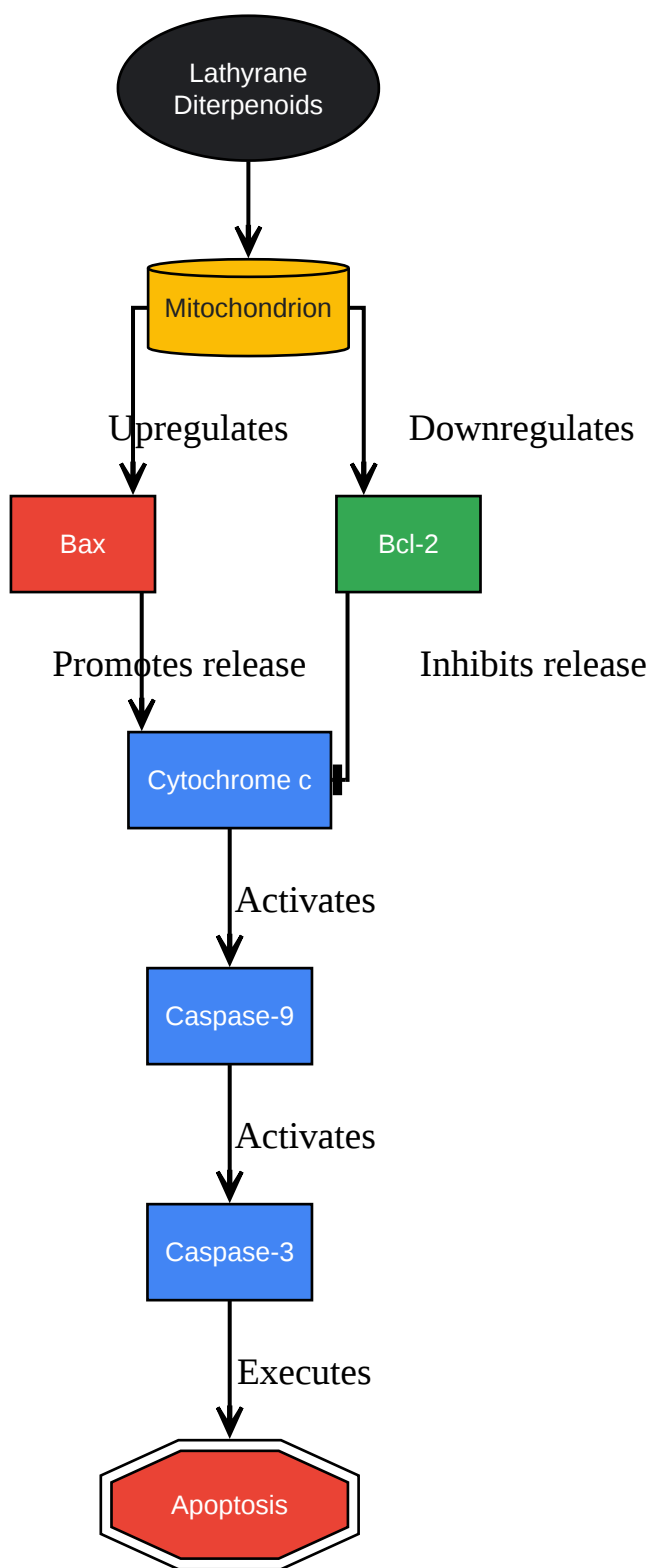 Lathyrane
Diterpenoids
Mitochondrion
Upregulates
Downregulates
Bax
Bcl-2
Promotes release
Inhibits release
Cytochrome c
Activates
Caspase-9
Activates
Caspase-3
Executes
Apoptosis